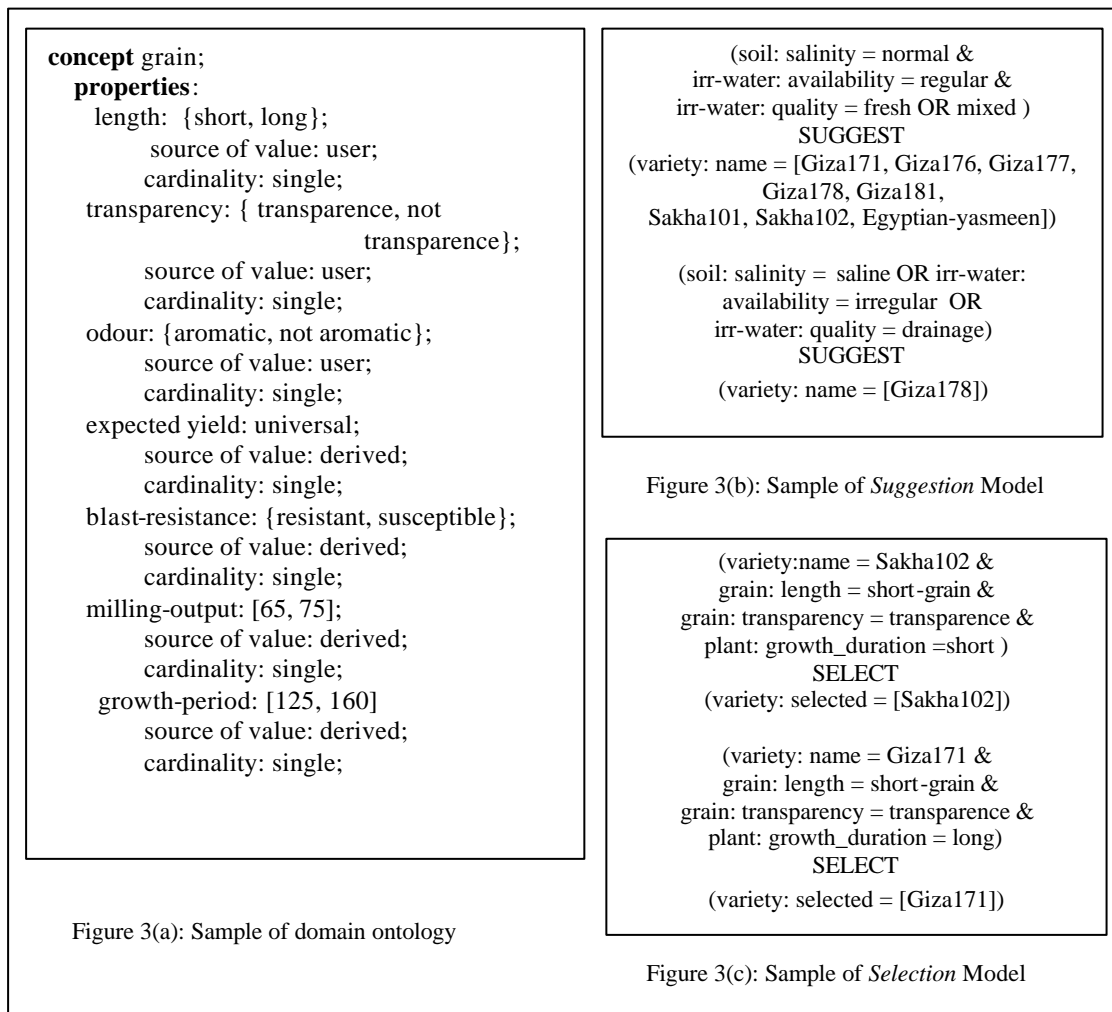 concept grain;
properties:
length: {short, long};
source of value: user;
cardinality: single;
transparency: { transparence, not
transparence};
source of value: user;
cardinality: single;
odour: {aromatic, not aromatic};
source of value: user;
cardinality: single;
expected yield: universal;
source of value: derived;
cardinality: single;
blast-resistance: {resistant, susceptible};
source of value: derived;
cardinality: single;
milling-output: [65, 75];
source of value: derived;
cardinality: single;
growth-period: [125, 160]
source of value: derived;
cardinality: single;
Figure 3(a): Sample of domain ontology
(soil: salinity = normal &
irr-water: availability = regular &
irr-water: quality = fresh OR mixed )
SUGGEST
(variety: name = [Giza171, Giza176, Giza177,
Giza178, Giza181,
Sakha101, Sakha102, Egyptian-yasmeen])
(soil: salinity = saline OR irr-water:
availability = irregular OR
irr-water: quality = drainage)
SUGGEST
(variety: name = [Giza178])
Figure 3(b): Sample of Suggestion Model
(variety:name = Sakha102 &
grain: length = short-grain &
grain: transparency = transparence &
plant: growth_duration =short )
SELECT
(variety: selected = [Sakha102])
(variety: name = Giza171 &
grain: length = short-grain &
grain: transparency = transparence &
plant: growth_duration = long)
SELECT
(variety: selected = [Giza171])
Figure 3(c): Sample of Selection Model